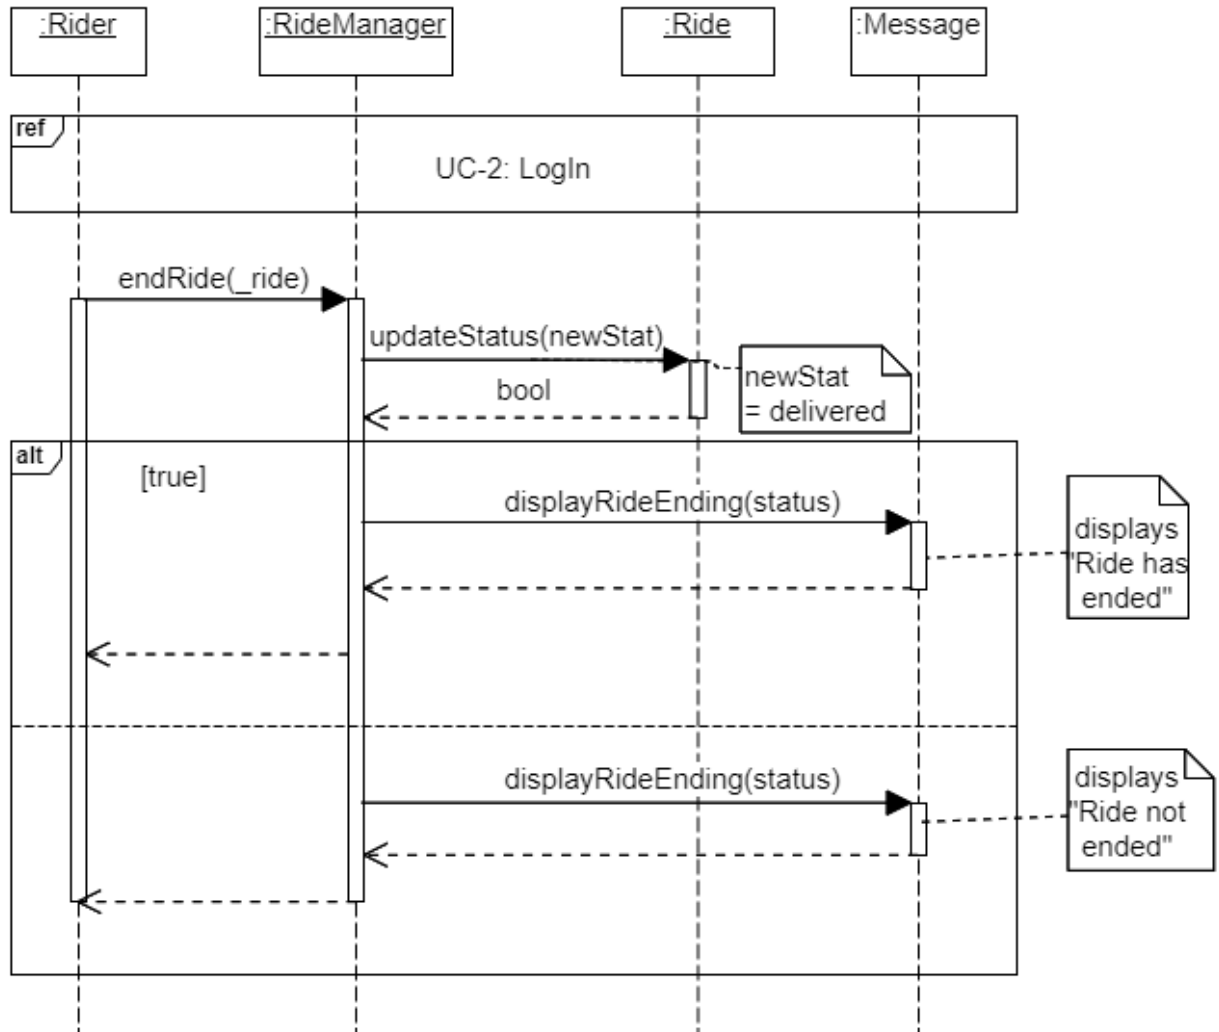 :Rider
:RideManager
:Ride
:Message
ref
UC-2: LogIn
endRide(_ride)
updateStatus(newStat)
newStat
= delivered
bool
alt
[true]
displayRideEnding(status)
displays
"Ride has
ended"
displayRideEnding(status)
displays
"Ride not
ended"